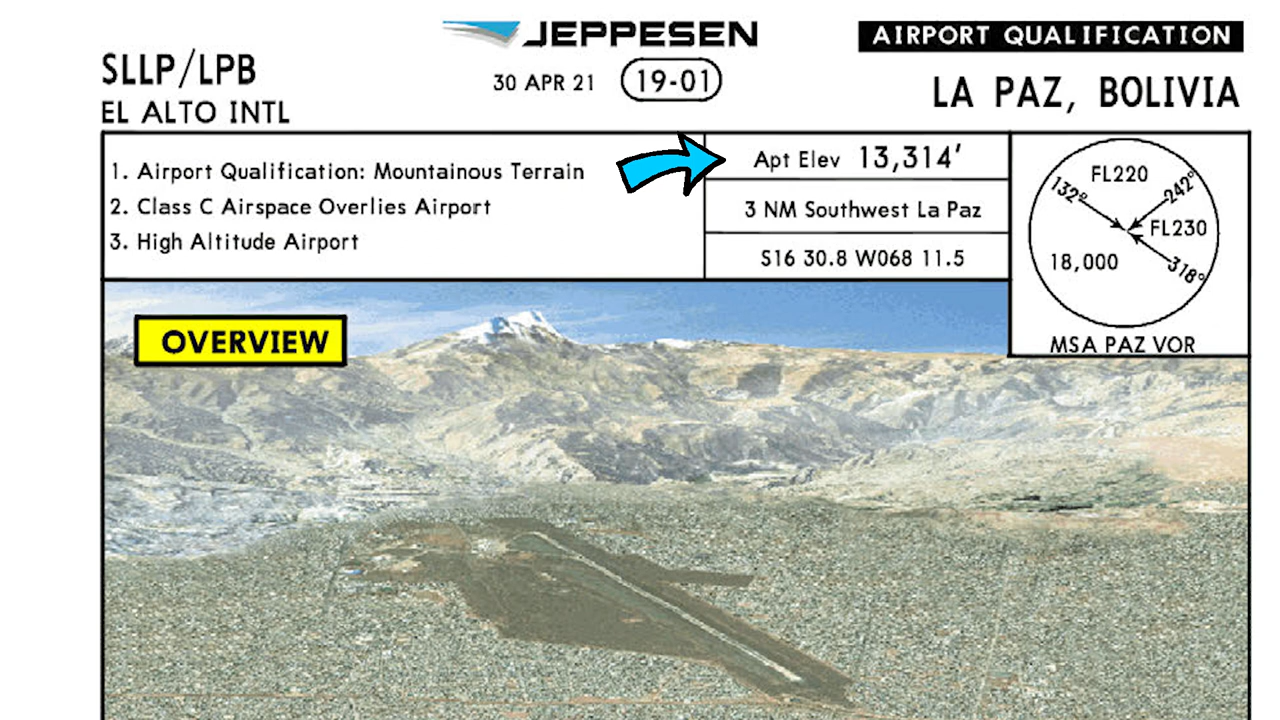 JEPPESEN
AIRPORT QUALIFICATION
SLLP/LPB
30 APR 21
19-01
LA PAZ, BOLIVIA
EL ALTO INTL
1. Airport Qualification: Mountainous Terrain
2. Class C Airspace Overlies Airport
3. High Altitude Airport
Apt Elev 13,314'
3 NM Southwest La Paz
S16 30.8 W068 11.5
FL220
132°
242°
FL230
18,000
318°
MSA PAZ VOR
OVERVIEW